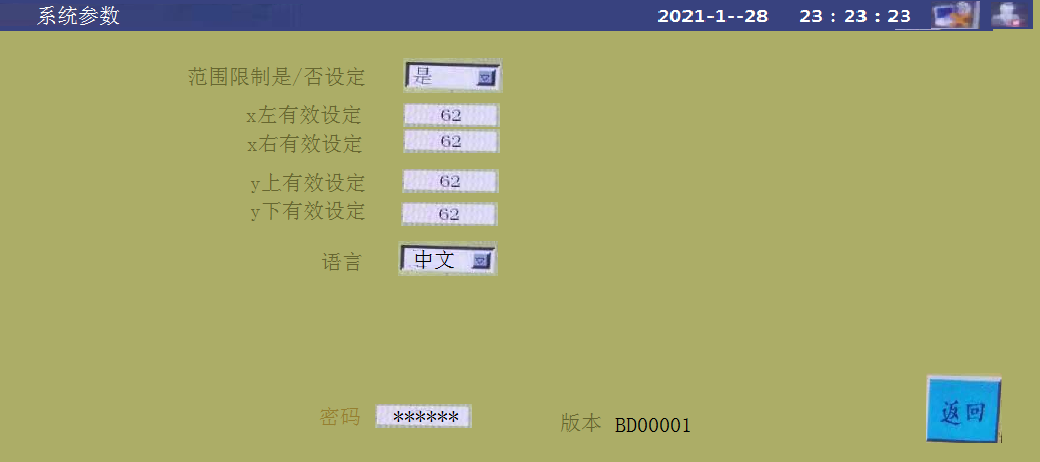 系统参数 2021-1--28 23 : 23 : 23
范围限制是/否设定 是
x左有效设定 62
x右有效设定 62
y上有效设定 62
y下有效设定 62
语言 中文
密码 ****** 版本 BD00001
返回